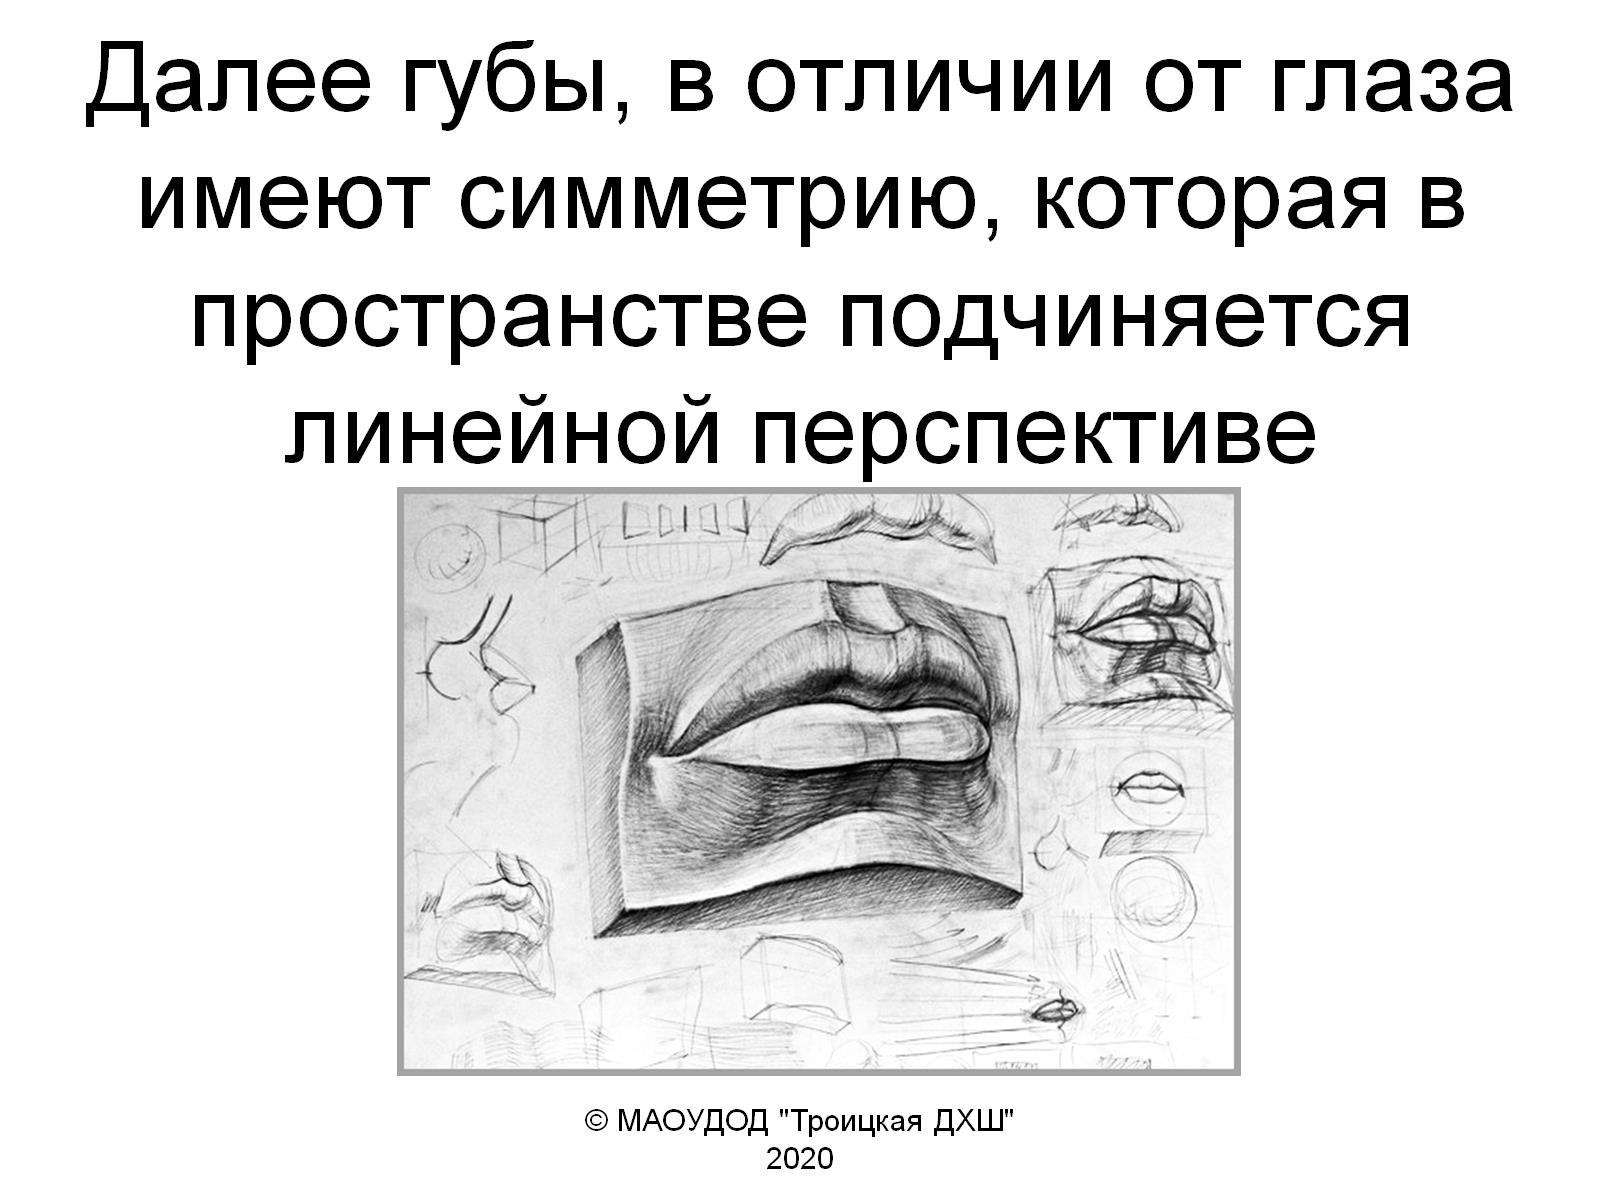 Далее губы, в отличии от глаза
имеют симметрию, которая в
пространстве подчиняется
линейной перспективе
© МАОУДОД "Троицкая ДХШ"
2020